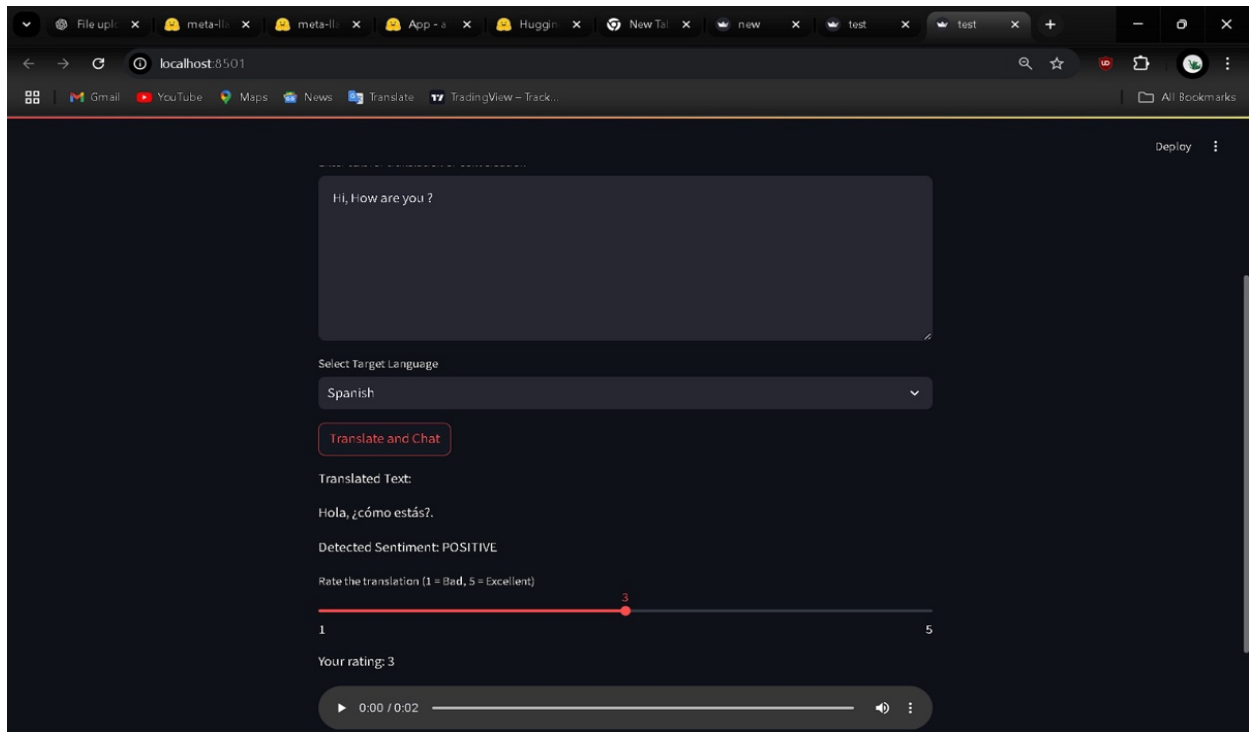 File uplo
meta-lla
meta-lla
App - a
Huggin
New Tal
new
test
test
localhost:8501
Gmail
YouTube
Maps
News
Translate
TradingView – Track...
All Bookmarks
Deploy
Hi, How are you ?
Select Target Language
Spanish
Translate and Chat
Translated Text:
Hola, ¿cómo estás?.
Detected Sentiment: POSITIVE
Rate the translation (1 = Bad, 5 = Excellent)
3
1
5
Your rating: 3
0:00 / 0:02